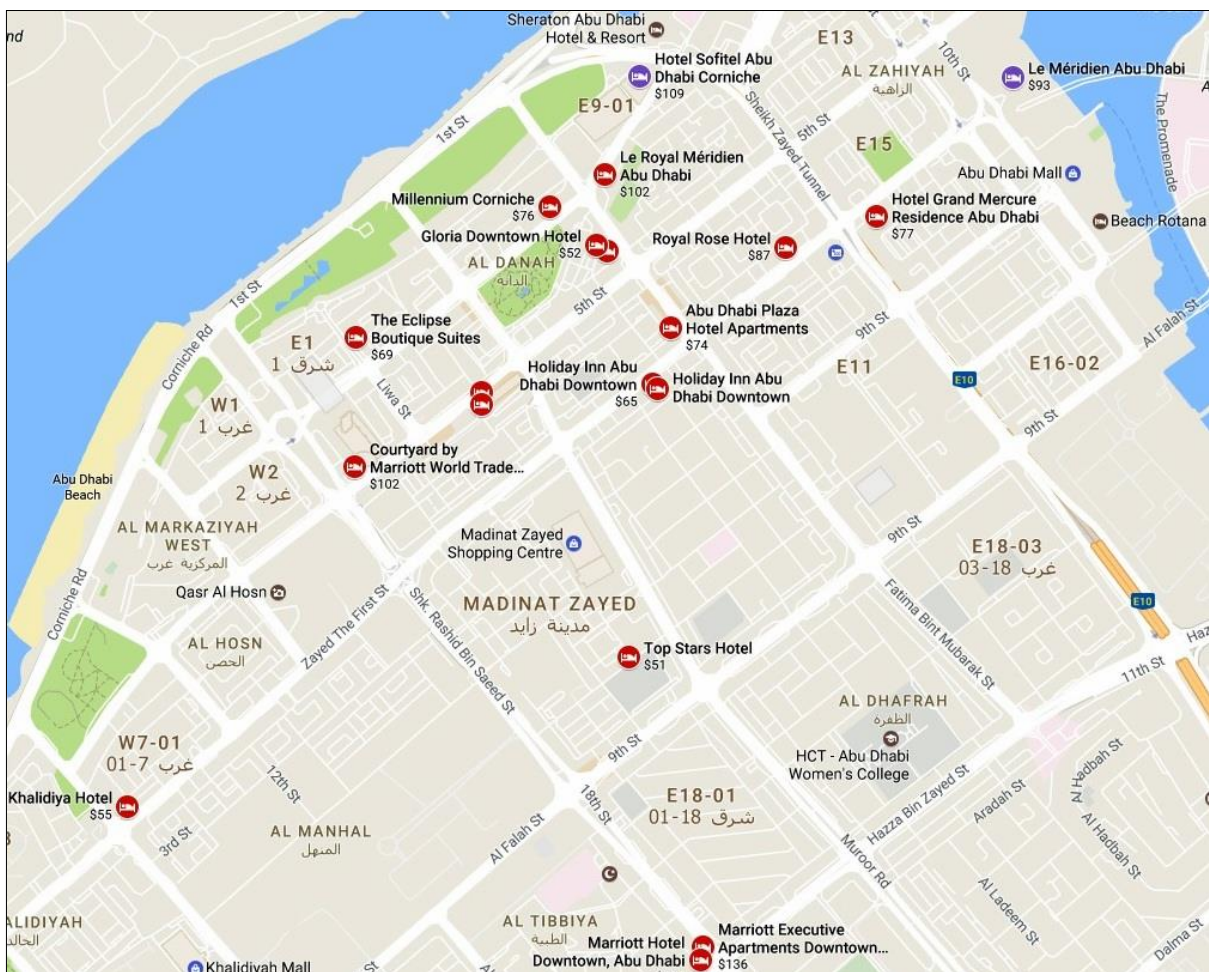 nd
Sheraton Abu Dhabi
Hotel & Resort
E13
10th St
AL ZAHIYAH
الزاهية
Hotel Sofitel Abu
Dhabi Corniche
$109
Le Méridien Abu Dhabi
$93
A
E9-01
1st St
Sheikh Zayed Tunnel
5th St
The Promenade
E15
Le Royal Méridien
Abu Dhabi
$102
Abu Dhabi Mall
Millennium Corniche
$76
Hotel Grand Mercure
Residence Abu Dhabi
$77
Beach Rotana
Gloria Downtown Hotel
$52
Royal Rose Hotel
$87
AL DANAH
الدانة
1st St
5th St
Abu Dhabi Plaza
Hotel Apartments
$74
9th St
Al Falah St
The Eclipse
Boutique Suites
$69
E1
شرق 1
Corniche Rd
Holiday Inn Abu
Dhabi Downtown
$65
Holiday Inn Abu
Dhabi Downtown
E11
E10
E16-02
Liwa St
W1
غرب 1
9th St
Courtyard by
Marriott World Trade...
$102
W2
غرب 2
Abu Dhabi
Beach
AL MARKAZIYAH
WEST
المركزية غرب
Madinat Zayed
Shopping Centre
9th St
E18-03
غرب 18-03
Qasr Al Hosn
Corniche Rd
MADINAT ZAYED
مدينة زايد
E10
AL HOSN
الحصن
Zayed The First St
Shk. Rashid Bin Saeed St
Fatima Bint Mubarak St
Haz
11th St
Top Stars Hotel
$51
AL DHAFRAH
الظفرة
HCT - Abu Dhabi
Women's College
W7-01
غرب 7-01
9th St
12th St
Khalidiya Hotel
$55
18th St
E18-01
شرق 18-01
Hazza Bin Zayed St
Aradah St
Al Hadbah St
Al Hadbah St
3rd St
AL MANHAL
المنهل
Al Falah St
Muroor Rd
Al Ladeem St
ALIDIYAH
الخالد
AL TIBBIYA
الطبية
Marriott Hotel
Downtown, Abu Dhabi
Marriott Executive
Apartments Downtown...
$136
Dalma St
Khalidiyah Mall